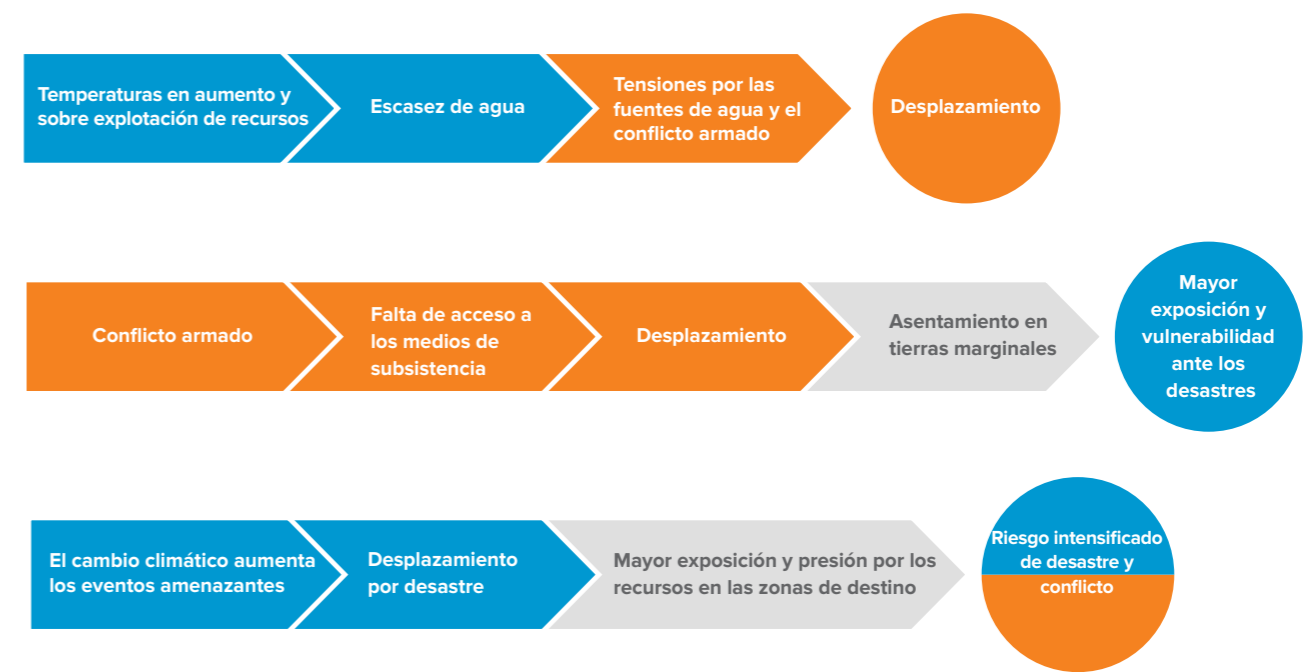 Temperaturas en aumento y
sobre explotación de recursos
Escasez de agua
Tensiones por las
fuentes de agua y el
conflicto armado
Desplazamiento
Conflicto armado
Falta de acceso a
los medios de
subsistencia
Desplazamiento
Asentamiento en
tierras marginales
Mayor
exposición y
vulnerabilidad
ante los
desastres
El cambio climático aumenta
los eventos amenazantes
Desplazamiento
por desastre
Mayor exposición y presión por los
recursos en las zonas de destino
Riesgo intensificado
de desastre y
conflicto